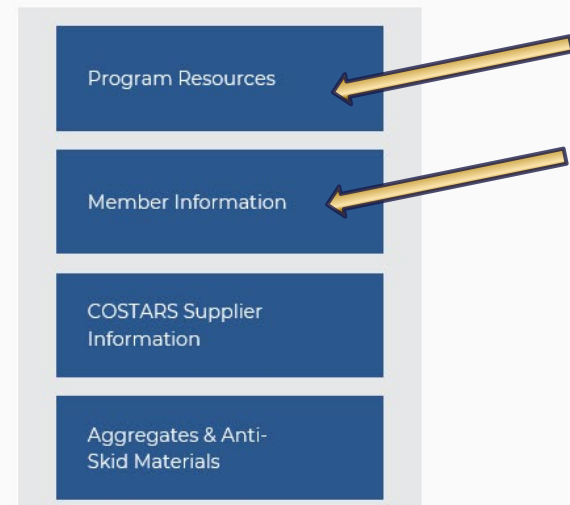 Program Resources
Member Information
COSTARS Supplier
Information
Aggregates & Anti-
Skid Materials